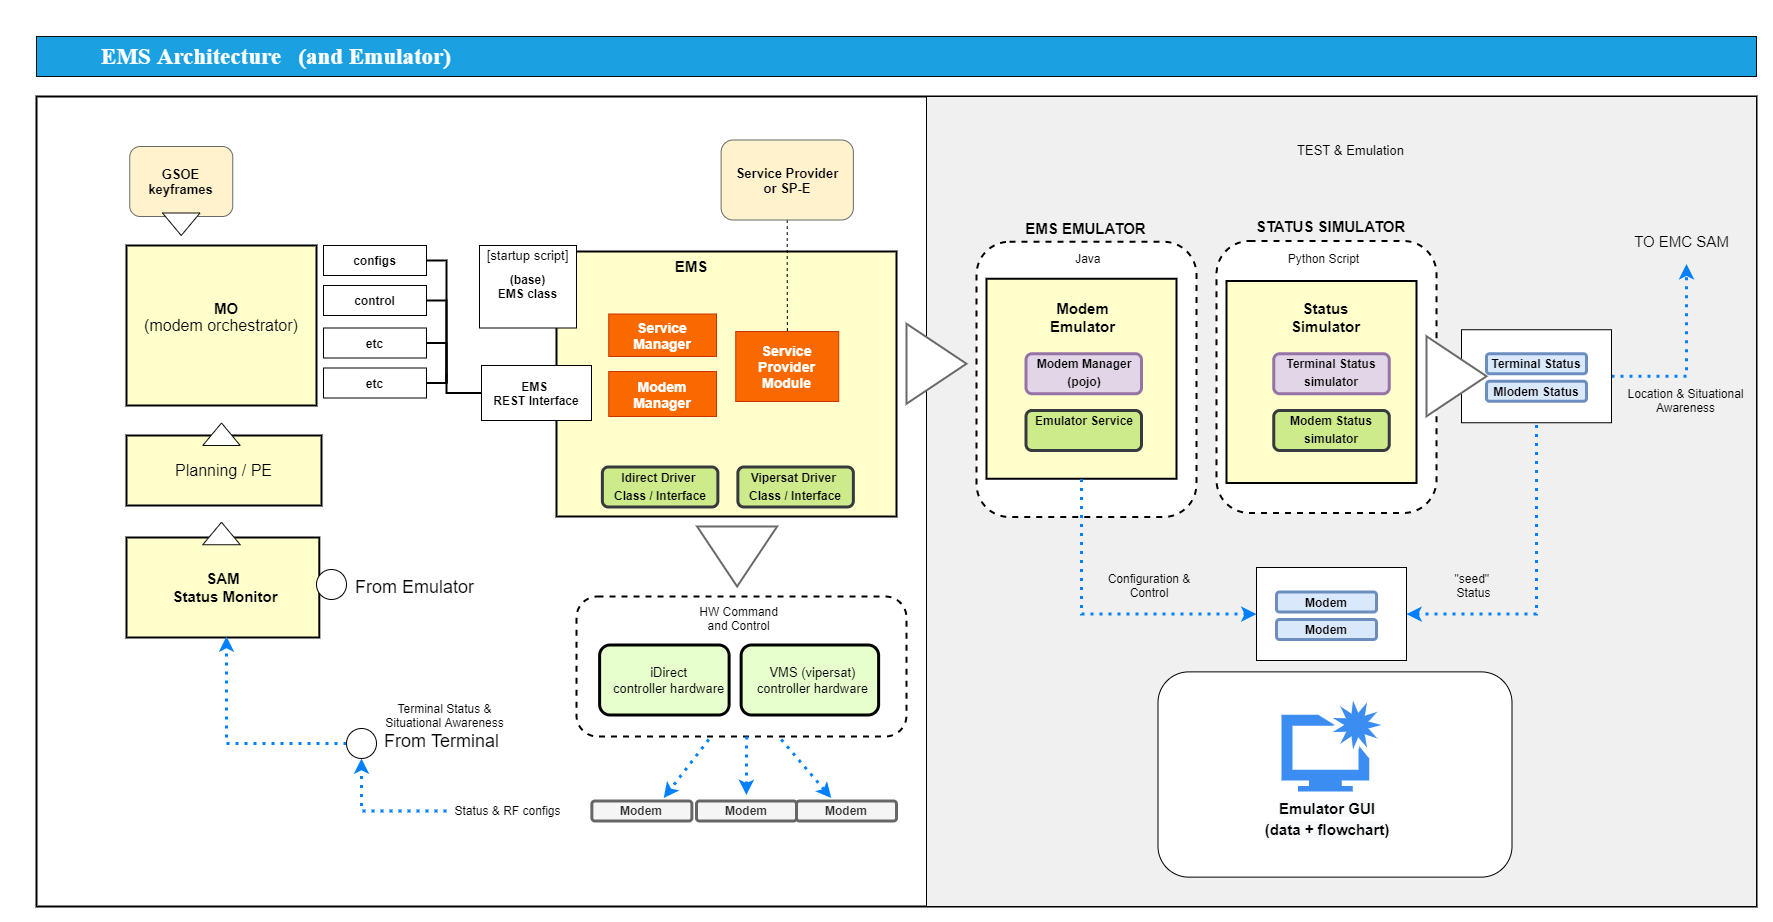 EMS Architecture (and Emulator)
GSOE
keyframes
MO
(modem orchestrator)
configs
control
etc
etc
Planning / PE
SAM
Status Monitor
From Emulator
Terminal Status &
Situational Awareness
From Terminal
Status & RF configs
[startup script]
(base)
EMS class
EMS
REST Interface
Service Provider
or SP-E
EMS
Service
Manager
Modem
Manager
Service
Provider
Module
Idirect Driver
Class / Interface
Vipersat Driver
Class / Interface
HW Command
and Control
iDirect
controller hardware
VMS (vipersat)
controller hardware
Modem
Modem
Modem
TEST & Emulation
EMS EMULATOR
Java
Modem
Emulator
Modem Manager
(pojo)
Emulator Service
STATUS SIMULATOR
Python Script
Status
Simulator
Terminal Status
simulator
Modem Status
simulator
Terminal Status
Mlodem Status
TO EMC SAM
Location & Situational
Awareness
Configuration &
Control
Modem
Modem
"seed"
Status
Emulator GUI
(data + flowchart)